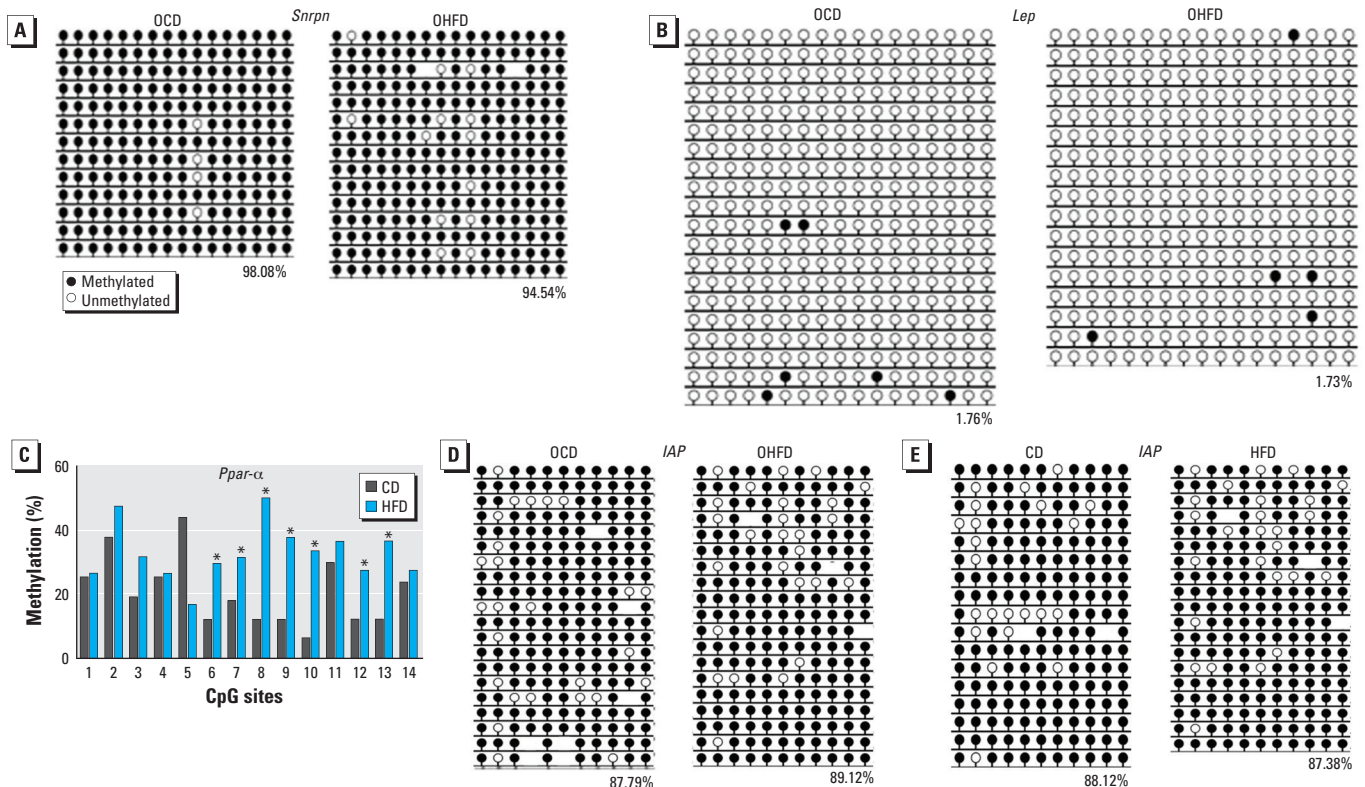 A
OCD
Snrpn
OHFD
98.08%
94.54%
Methylated
Unmethylated
B
OCD
Lep
OHFD
1.76%
1.73%
C
Ppar-α
CD
HFD
Methylation (%)
60
40
20
0
* * * * * * *
1 2 3 4 5 6 7 8 9 10 11 12 13 14
CpG sites
D
OCD
IAP
OHFD
87.79%
89.12%
E
CD
IAP
HFD
88.12%
87.38%